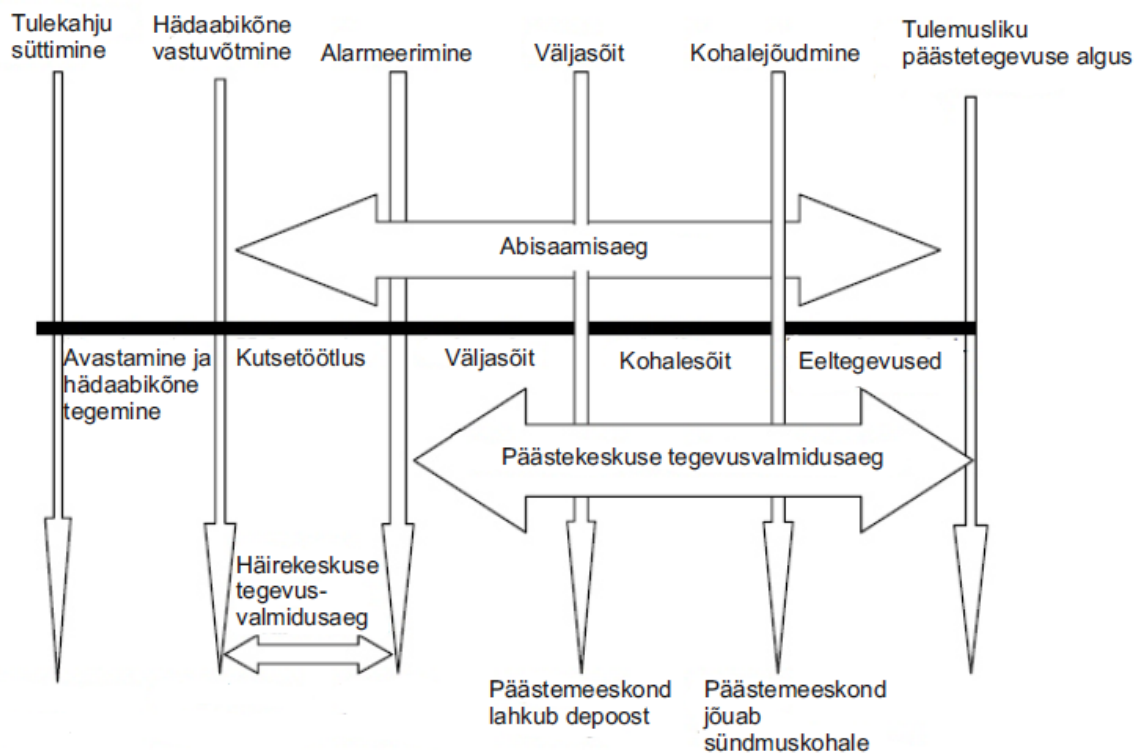 Tulekahju
süttimine
Hädaabikõne
vastuvõtmine
Alarmeerimine
Väljasõit
Kohalejõudmine
Tulemusliku
päästetegevuse algus
Abisaamisaeg
Avastamine ja
hädaabikõne
tegemine
Kutsetöötlus
Väljasõit
Kohalesõit
Eeltegevused
Päästekeskuse tegevusvalmidusaeg
Häirekeskuse
tegevus-
valmidusaeg
Päästemeeskond
lahkub depoost
Päästemeeskond
jõuab
sündmuskohale